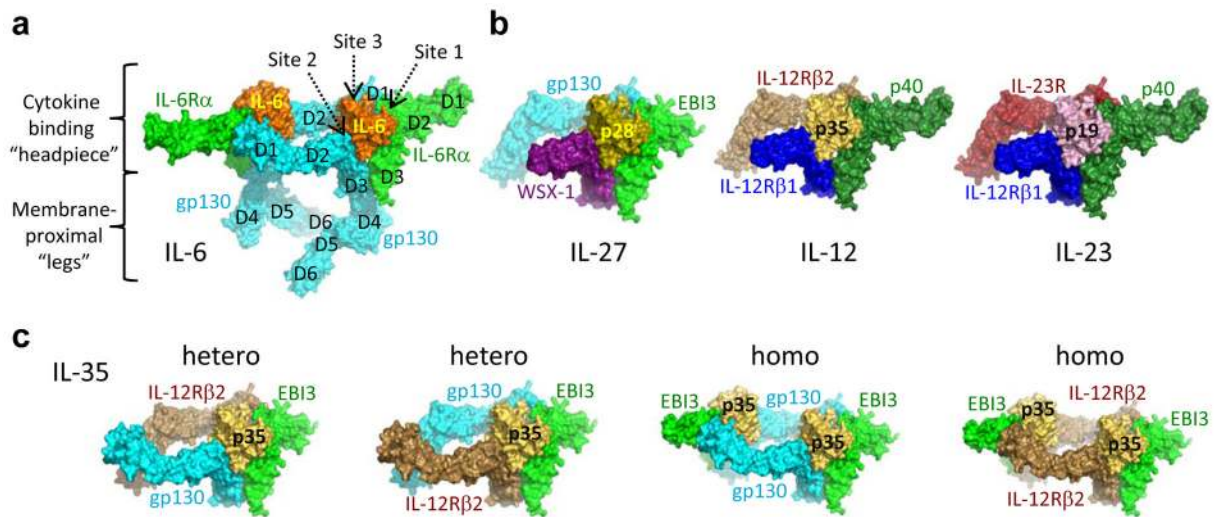 a
Site 3
Site 2
Site 1
Cytokine
binding
“headpiece”
Membrane-
proximal
“legs”
IL-6Rα
IL-6
D2
D1
IL-6
D1
D2
D1
D2
IL-6Rα
D3
D3
gp130
D5
D4
D6
D4
D5
gp130
D6
IL-6
b
gp130
EBI3
p28
WSX-1
IL-27
IL-12Rβ2
p40
p35
IL-12Rβ1
IL-12
IL-23R
p40
p19
IL-12Rβ1
IL-23
c
IL-35
hetero
IL-12Rβ2
EBI3
p35
gp130
hetero
gp130
EBI3
p35
IL-12Rβ2
homo
p35
gp130
EBI3
EBI3
p35
gp130
homo
IL-12Rβ2
EBI3
p35
EBI3
p35
IL-12Rβ2